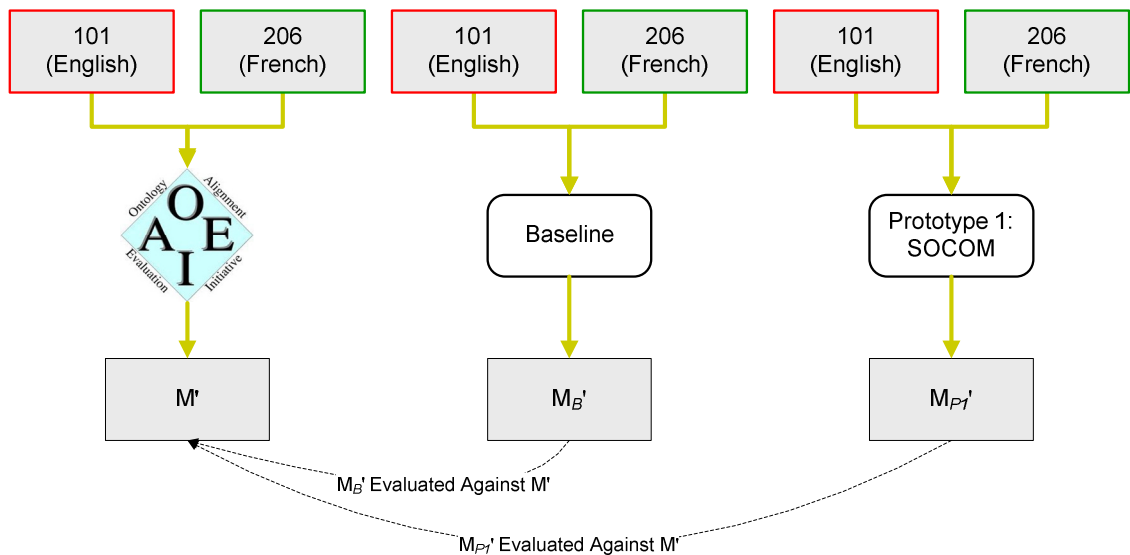 101
(English)
206
(French)
101
(English)
206
(French)
101
(English)
206
(French)
Ontology
Alignment
O
A E
I
Evaluation
Initiative
Baseline
Prototype 1:
SOCOM
M'
MB'
MP1'
MB' Evaluated Against M'
MP1' Evaluated Against M'